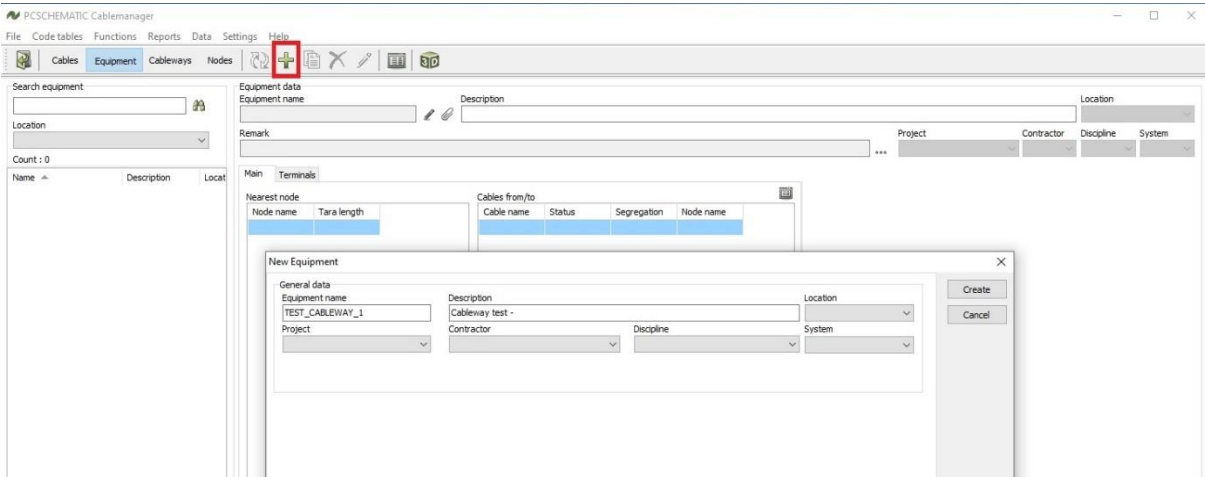 PCSCHEMATIC Cablemanager
File Code tables Functions Reports Data Settings Help
Cables Equipment Cableways Nodes 3D
Search equipment
Location
Count : 0
Name Description Locat
Equipment data
Equipment name Description Location
Remark Project Contractor Discipline System
...
Main Terminals
Nearest node
Node name Tara length
Cables from/to
Cable name Status Segregation Node name
New Equipment
General data
Equipment name Description Location
TEST_CABLEWAY_1 Cableway test -
Project Contractor Discipline System
Create
Cancel